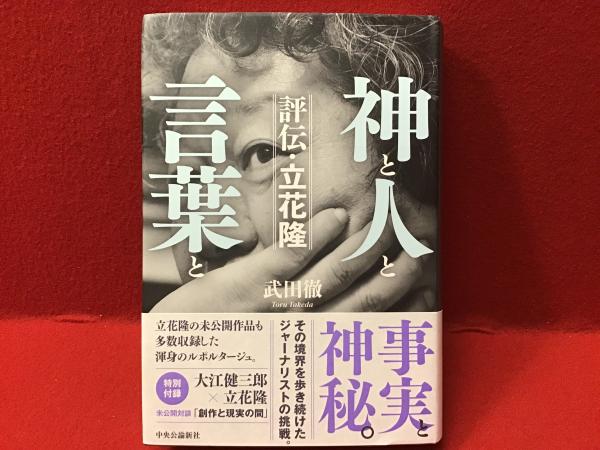 神と人と
言葉と
評伝・立花隆
武田徹
Toru Takeda
事実と
神秘。
その境界を歩き続けた
ジャーナリストの挑戦。
立花隆の未公開作品も
多数収録した
渾身のルポルタージュ。
特別
付録
大江健三郎
×立花隆
未公開対談「創作と現実の間」
中央公論新社